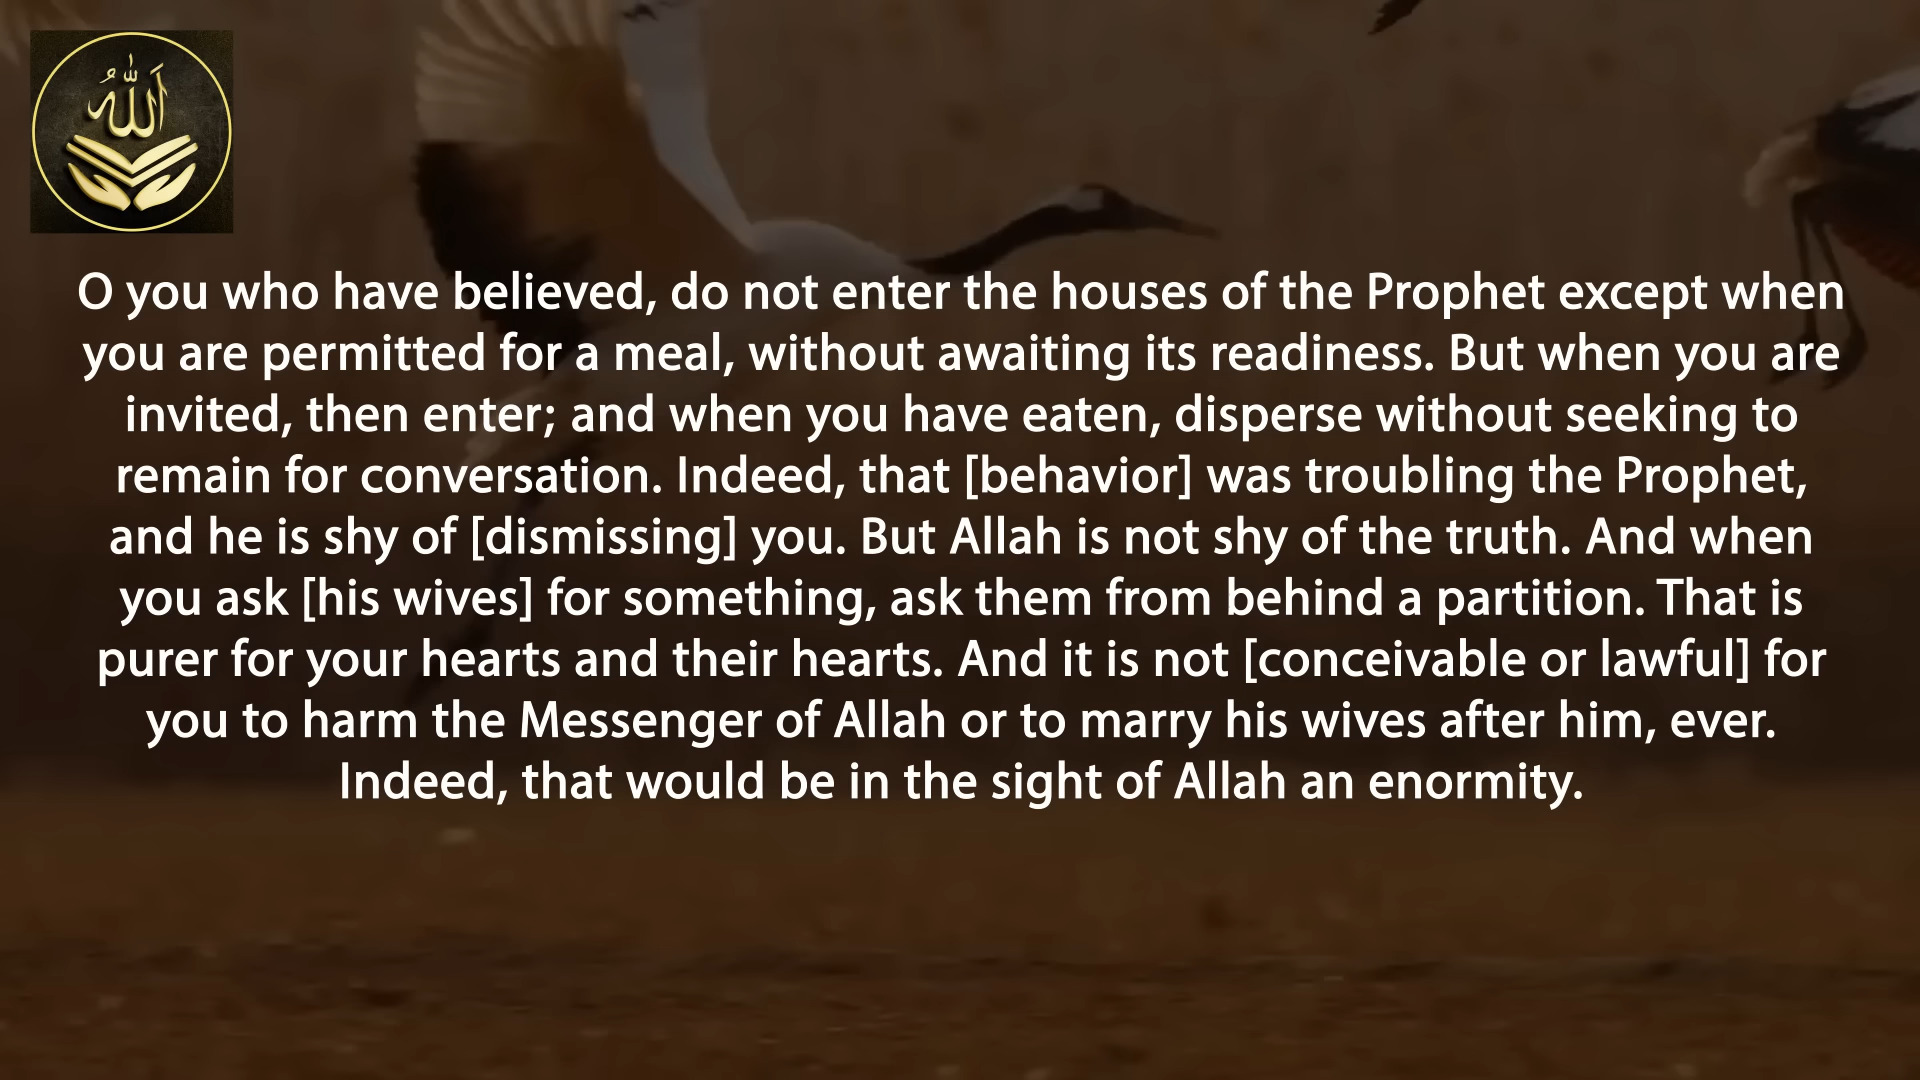 اَللّٰهُ
O you who have believed, do not enter the houses of the Prophet except when
you are permitted for a meal, without awaiting its readiness. But when you are
invited, then enter; and when you have eaten, disperse without seeking to
remain for conversation. Indeed, that [behavior] was troubling the Prophet,
and he is shy of [dismissing] you. But Allah is not shy of the truth. And when
you ask [his wives] for something, ask them from behind a partition. That is
purer for your hearts and their hearts. And it is not [conceivable or lawful] for
you to harm the Messenger of Allah or to marry his wives after him, ever.
Indeed, that would be in the sight of Allah an enormity.